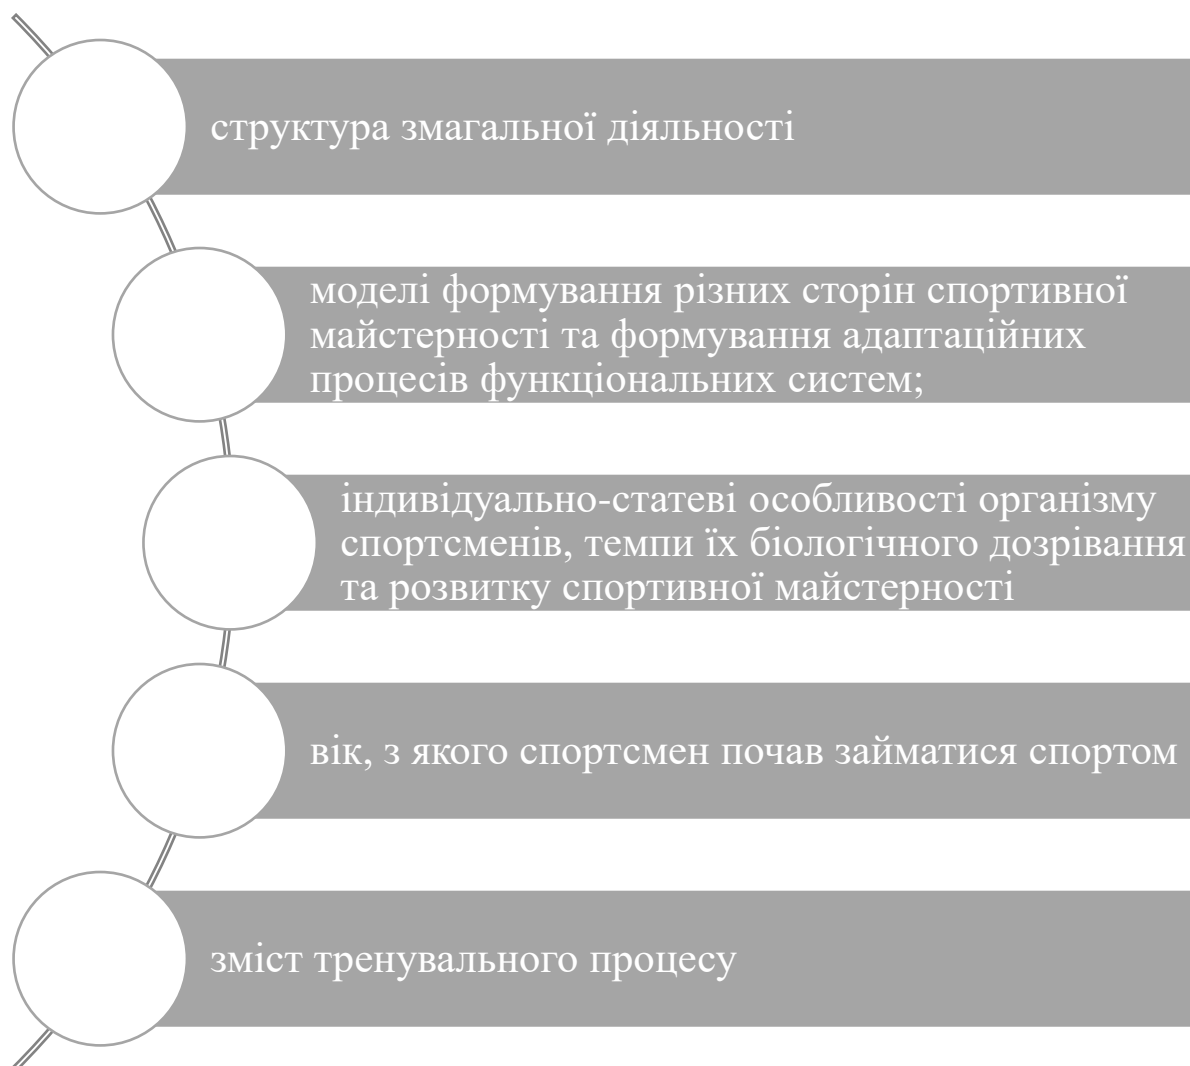 структура змагальної діяльності
моделі формування різних сторін спортивної
майстерності та формування адаптаційних
процесів функціональних систем;
індивідуально-статеві особливості організму
спортсменів, темпи їх біологічного дозрівання
та розвитку спортивної майстерності
вік, з якого спортсмен почав займатися спортом
зміст тренувального процесу